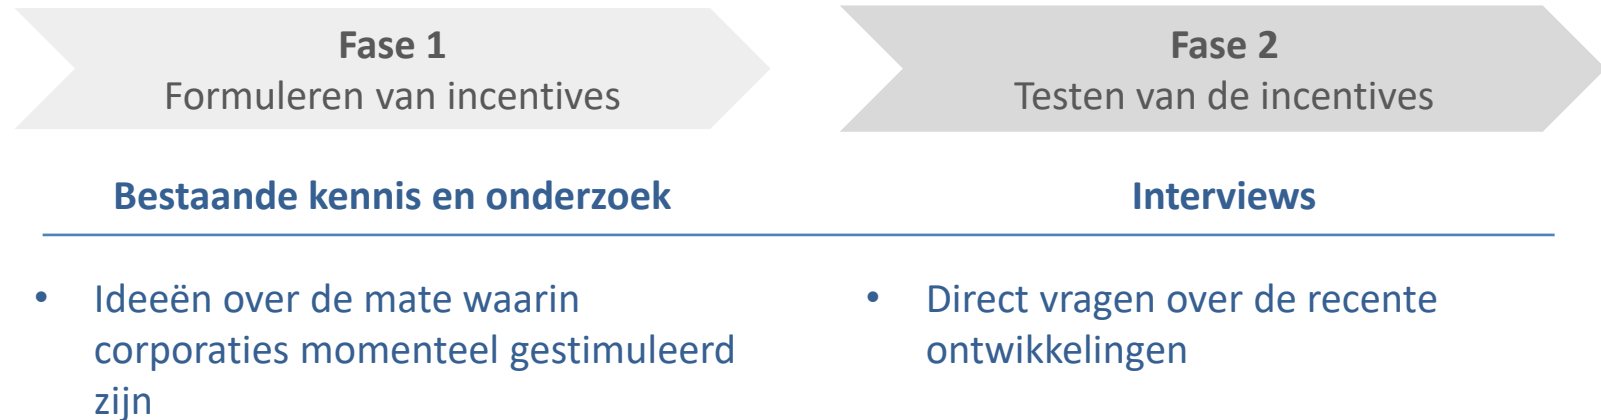 Fase 1
Formuleren van incentives
Fase 2
Testen van de incentives
Bestaande kennis en onderzoek
Interviews
• Ideeën over de mate waarin
corporaties momenteel gestimuleerd
zijn
• Direct vragen over de recente
ontwikkelingen